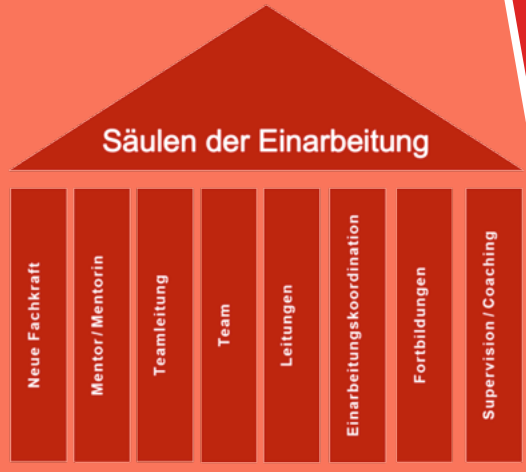 Säulen der Einarbeitung
Neue Fachkraft
Mentor/Mentorin
Teamleitung
Team
Leitungen
Einarbeitungskoordination
Fortbildungen
Supervision/Coaching